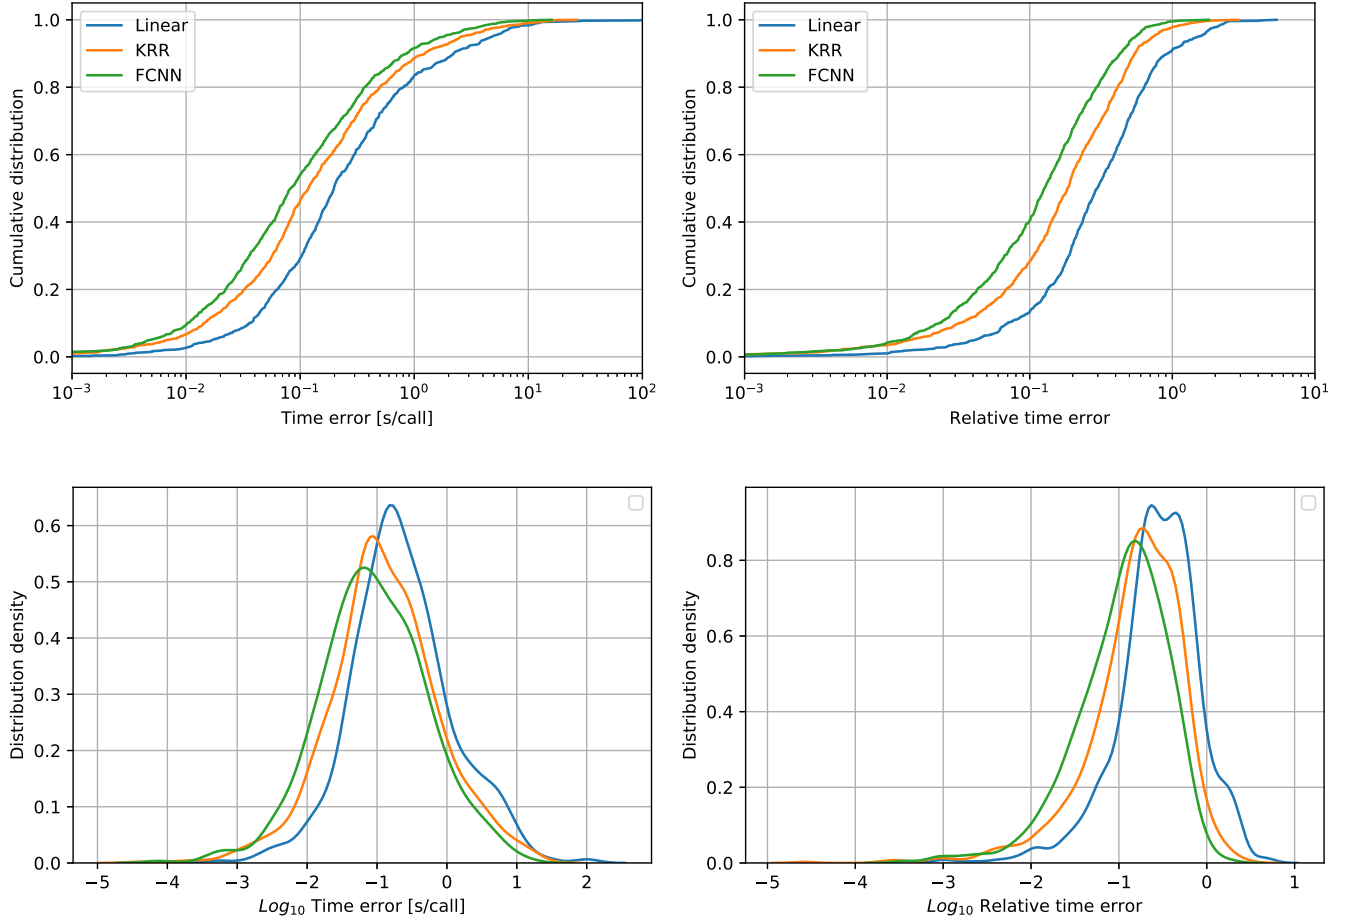 Cumulative distribution
1.0
0.8
0.6
0.4
0.2
0.0
Linear
KRR
FCNN
10⁻³ 10⁻² 10⁻¹ 10⁰ 10¹ 10²
Time error [s/call]
Cumulative distribution
1.0
0.8
0.6
0.4
0.2
0.0
Linear
KRR
FCNN
10⁻³ 10⁻² 10⁻¹ 10⁰ 10¹
Relative time error
Distribution density
0.6
0.5
0.4
0.3
0.2
0.1
0.0
−5 −4 −3 −2 −1 0 1 2
Log₁₀ Time error [s/call]
Distribution density
0.8
0.6
0.4
0.2
0.0
−5 −4 −3 −2 −1 0 1
Log₁₀ Relative time error